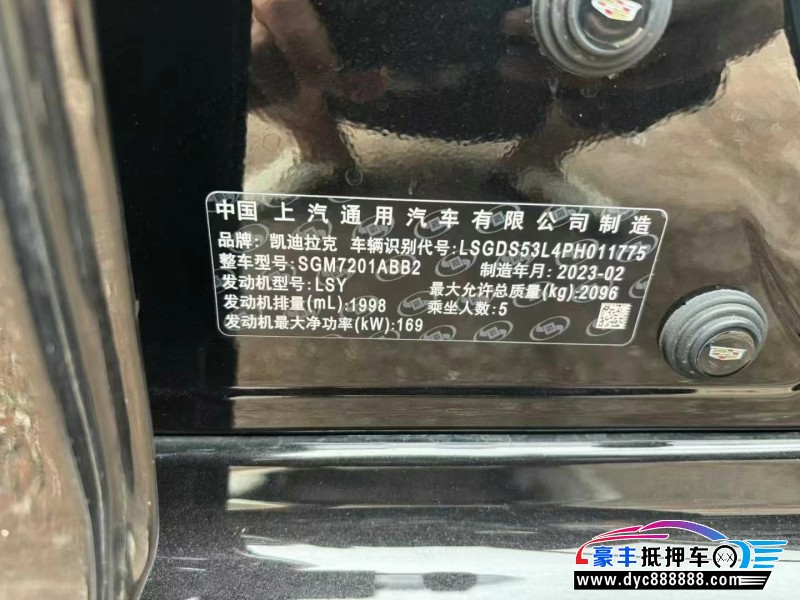 中国 上汽通用汽车有限公司制造
品牌：凯迪拉克 车辆识别代号:LSGDS53L4PH011775
整车型号:SGM7201ABB2 制造年月:2023-02
发动机型号:LSY 最大允许总质量(kg):2096
发动机排量(mL):1998 乘坐人数:5
发动机最大净功率(kW):169
豪丰抵押车
www.dyc888888.com